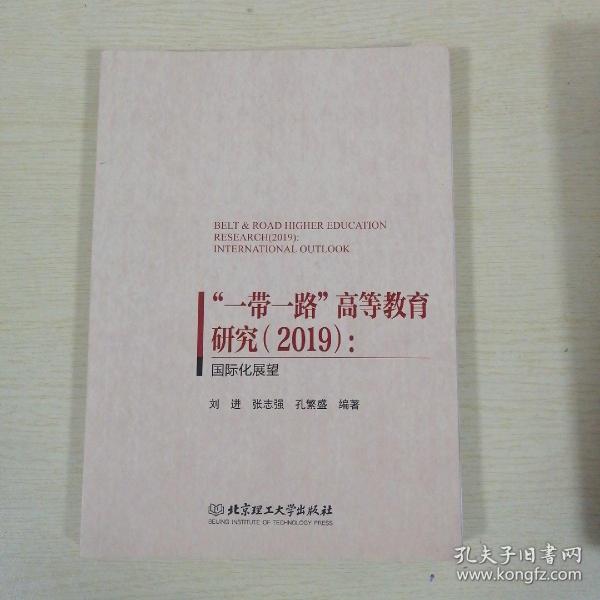 BELT & ROAD HIGHER EDUCATION
RESEARCH(2019):
INTERNATIONAL OUTLOOK
“一带一路”高等教育
研究(2019):
国际化展望
刘 进 张志强 孔繁盛 编著
北京理工大学出版社
BEIJING INSTITUTE OF TECHNOLOGY PRESS
孔夫子旧书网
www.kongfz.com